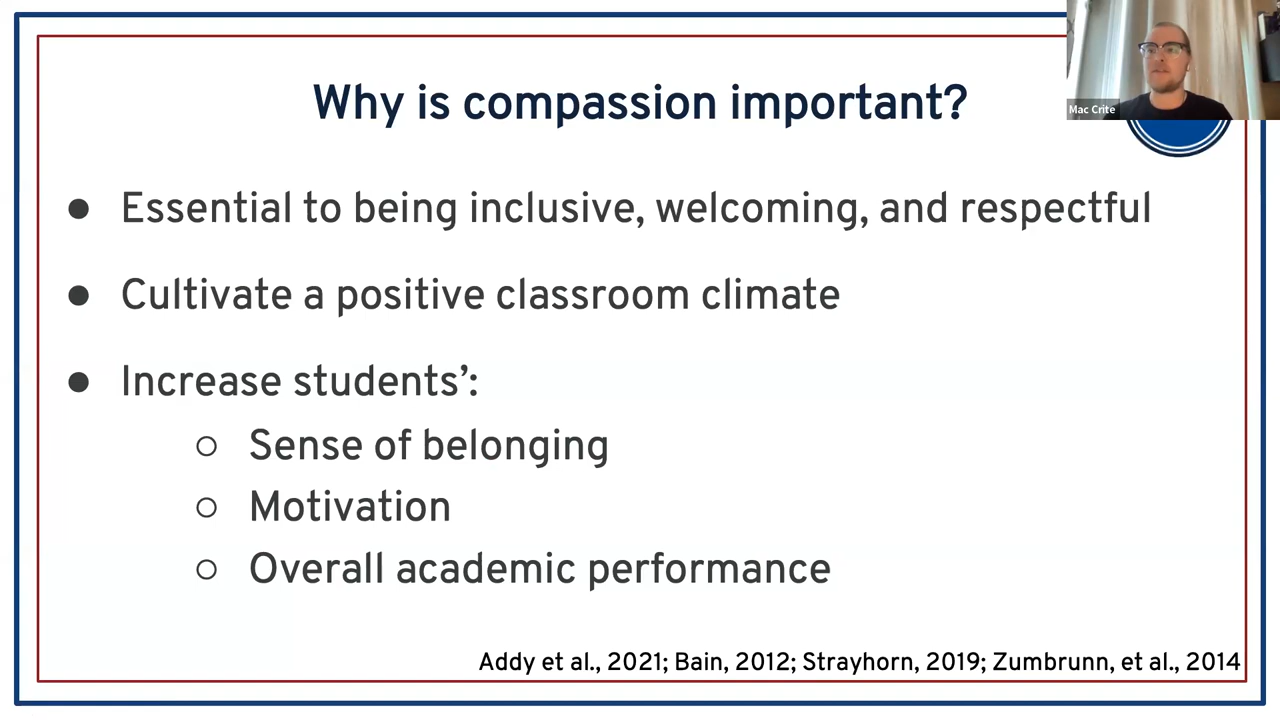 Why is compassion important?
Mac Crite
● Essential to being inclusive, welcoming, and respectful
● Cultivate a positive classroom climate
● Increase students’:
○ Sense of belonging
○ Motivation
○ Overall academic performance
Addy et al., 2021; Bain, 2012; Strayhorn, 2019; Zumbrunn, et al., 2014